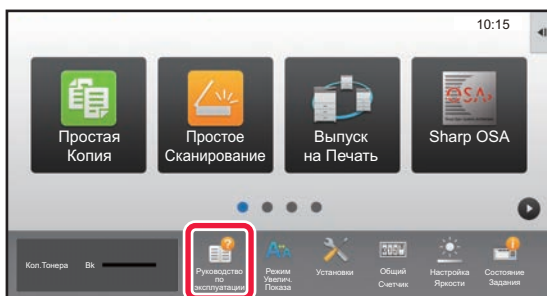 10:15
Простая
Копия
Простое
Сканирование
Выпуск
на Печать
Sharp OSA
Кол.Тонера Bk
Руководство
по
эксплуатации
Режим
Увелич.
Показа
Установки
Общий
Счетчик
Настройка
Яркости
Состояние
Задания